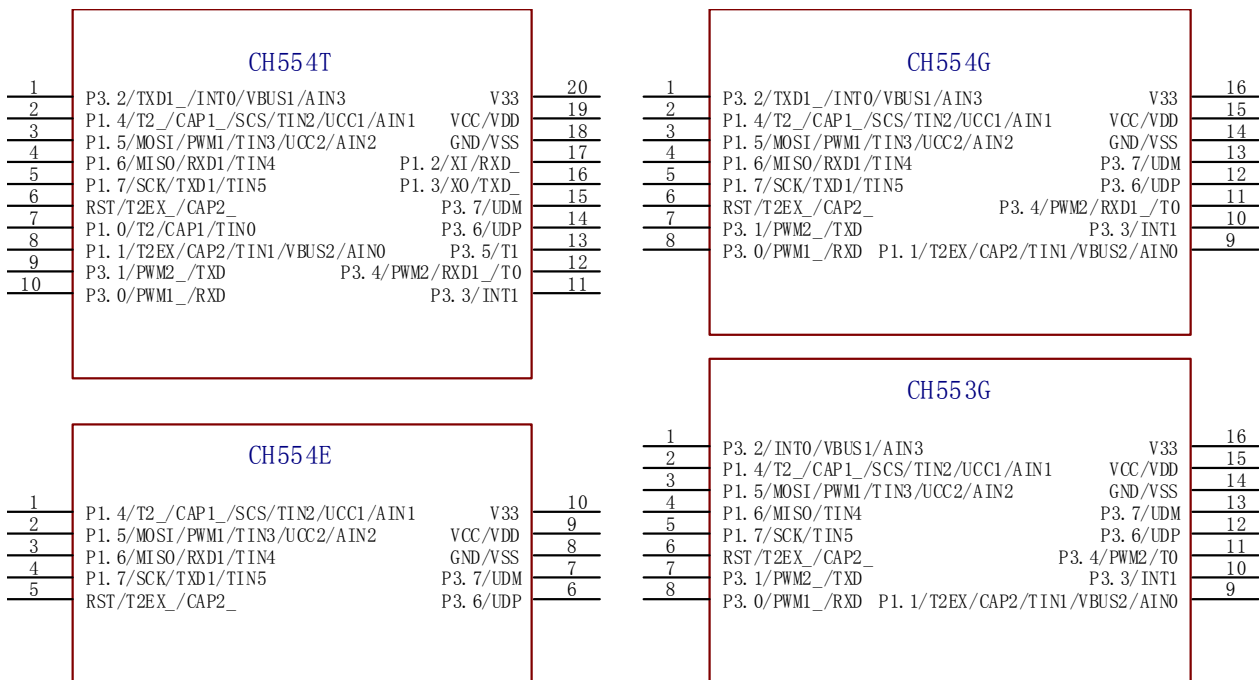 CH554T
1 P3.2/TXD1_/INT0/VBUS1/AIN3 V33 20
2 P1.4/T2_/CAP1_/SCS/TIN2/UCC1/AIN1 VCC/VDD 19
3 P1.5/MOSI/PWM1/TIN3/UCC2/AIN2 GND/VSS 18
4 P1.6/MISO/RXD1/TIN4 P1.2/XI/RXD_ 17
5 P1.7/SCK/TXD1/TIN5 P1.3/XO/TXD_ 16
6 RST/T2EX_/CAP2_ P3.7/UDM 15
7 P1.0/T2/CAP1/TIN0 P3.6/UDP 14
8 P1.1/T2EX/CAP2/TIN1/VBUS2/AIN0 P3.5/T1 13
9 P3.1/PWM2_/TXD P3.4/PWM2/RXD1_/T0 12
10 P3.0/PWM1_/RXD P3.3/INT1 11
CH554G
1 P3.2/TXD1_/INT0/VBUS1/AIN3 V33 16
2 P1.4/T2_/CAP1_/SCS/TIN2/UCC1/AIN1 VCC/VDD 15
3 P1.5/MOSI/PWM1/TIN3/UCC2/AIN2 GND/VSS 14
4 P1.6/MISO/RXD1/TIN4 P3.7/UDM 13
5 P1.7/SCK/TXD1/TIN5 P3.6/UDP 12
6 RST/T2EX_/CAP2_ P3.4/PWM2/RXD1_/T0 11
7 P3.1/PWM2_/TXD P3.3/INT1 10
8 P3.0/PWM1_/RXD P1.1/T2EX/CAP2/TIN1/VBUS2/AIN0 9
CH554E
1 P1.4/T2_/CAP1_/SCS/TIN2/UCC1/AIN1 V33 10
2 P1.5/MOSI/PWM1/TIN3/UCC2/AIN2 VCC/VDD 9
3 P1.6/MISO/RXD1/TIN4 GND/VSS 8
4 P1.7/SCK/TXD1/TIN5 P3.7/UDM 7
5 RST/T2EX_/CAP2_ P3.6/UDP 6
CH553G
1 P3.2/INT0/VBUS1/AIN3 V33 16
2 P1.4/T2_/CAP1_/SCS/TIN2/UCC1/AIN1 VCC/VDD 15
3 P1.5/MOSI/PWM1/TIN3/UCC2/AIN2 GND/VSS 14
4 P1.6/MISO/TIN4 P3.7/UDM 13
5 P1.7/SCK/TIN5 P3.6/UDP 12
6 RST/T2EX_/CAP2_ P3.4/PWM2/T0 11
7 P3.1/PWM2_/TXD P3.3/INT1 10
8 P3.0/PWM1_/RXD P1.1/T2EX/CAP2/TIN1/VBUS2/AIN0 9